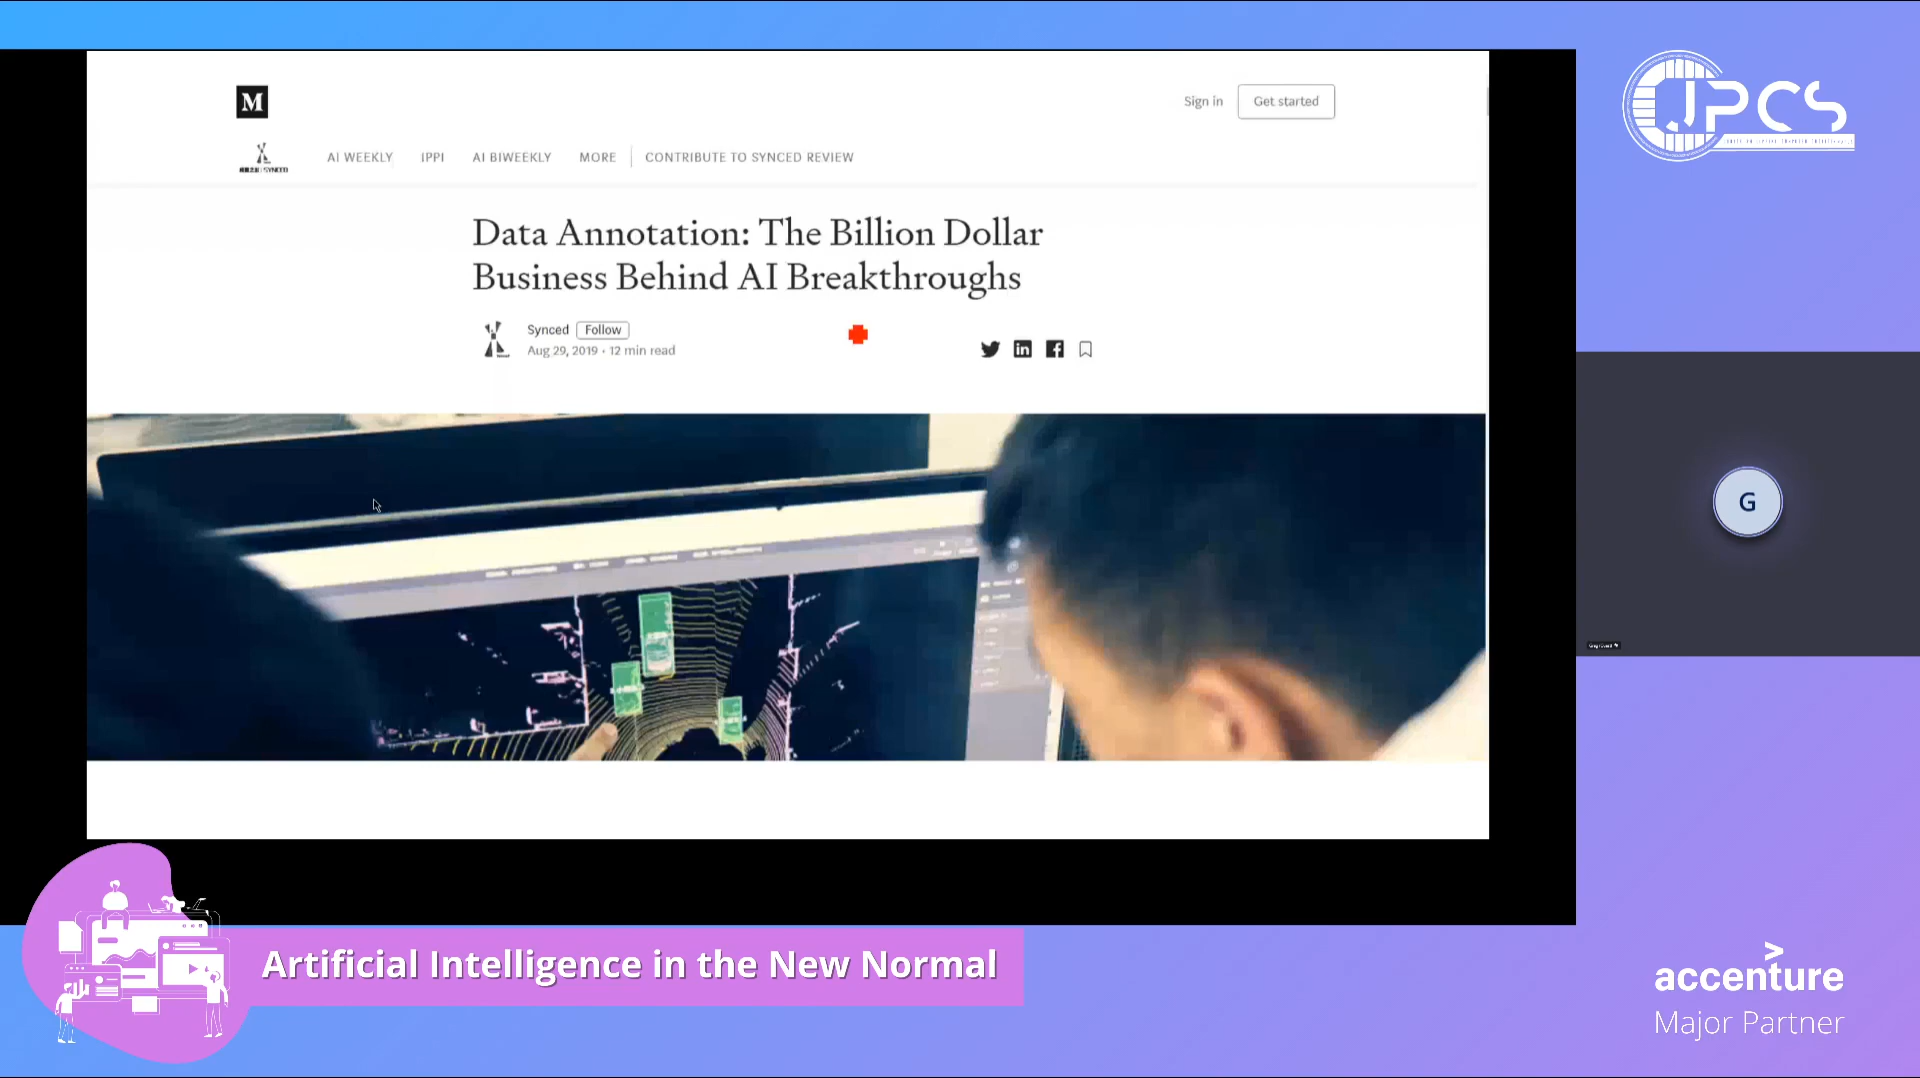 M
Sign in
Get started
SYNCED
AI WEEKLY
IPPI
AI BIWEEKLY
MORE
CONTRIBUTE TO SYNCED REVIEW
Data Annotation: The Billion Dollar
Business Behind AI Breakthroughs
Synced
Follow
Aug 29, 2019 · 12 min read
JPCS
G
Artificial Intelligence in the New Normal
accenture
Major Partner